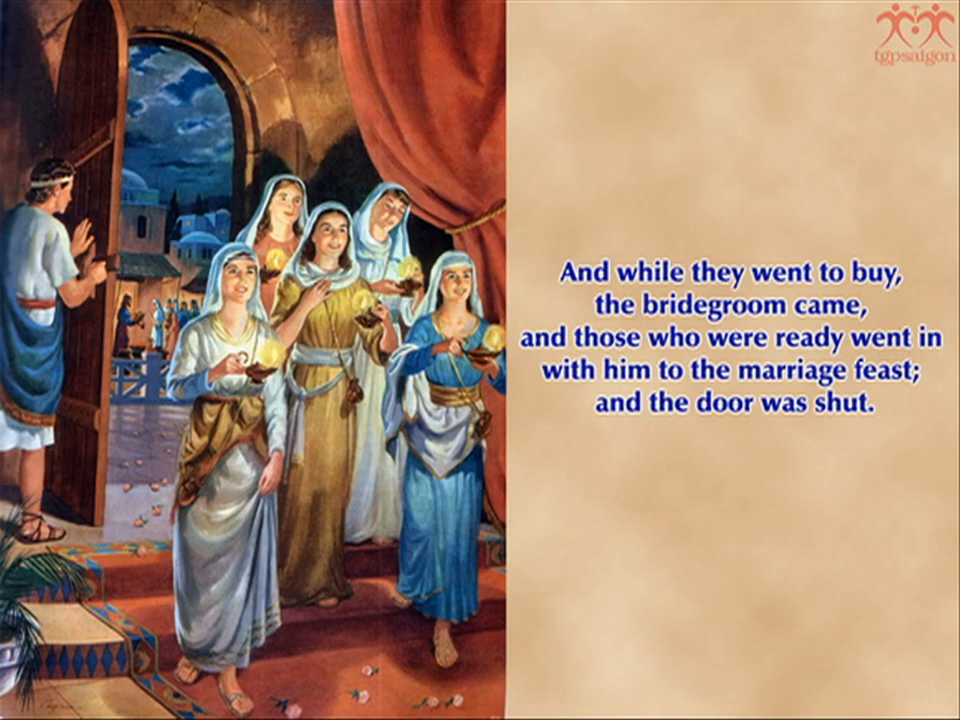 tgpsaigon
And while they went to buy,
the bridegroom came,
and those who were ready went in
with him to the marriage feast;
and the door was shut.